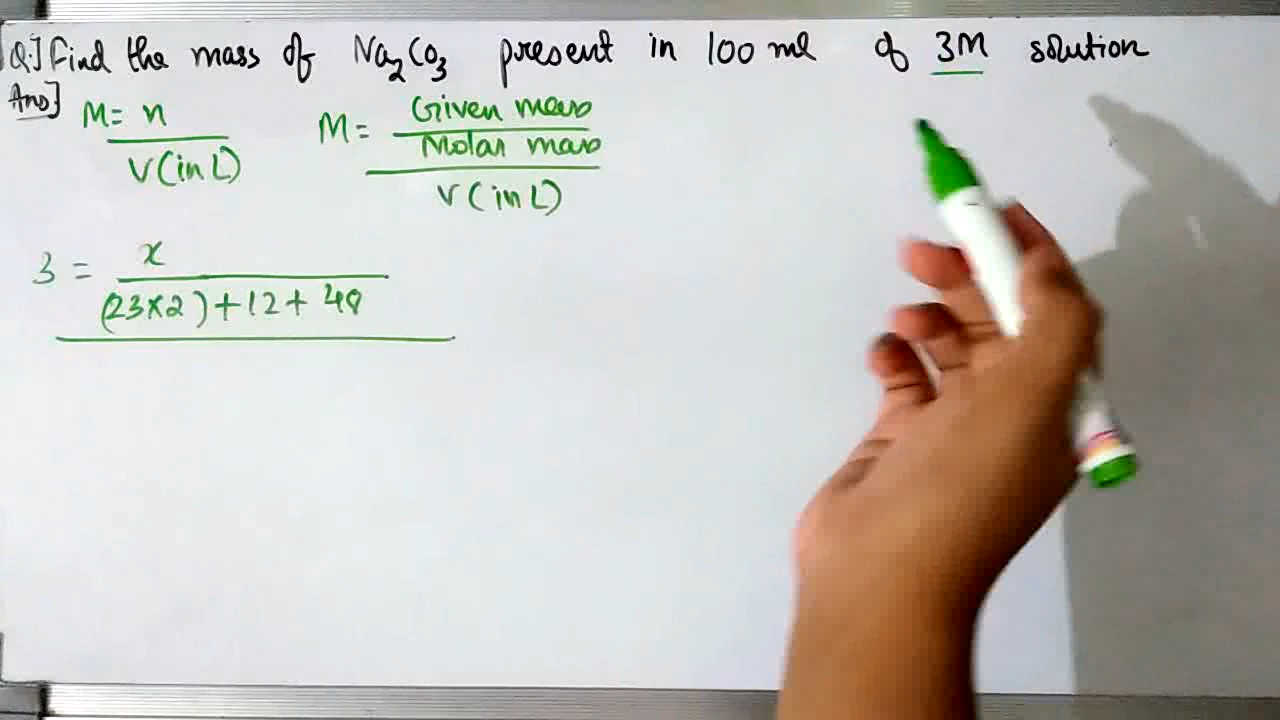 Q.] Find the mass of Na₂Co₃ present in 100 ml of 3M solution
Ans]
M = n / V(in L) M = Given mass / Molar mass / V(in L)
3 = x / (23×2)+12+48